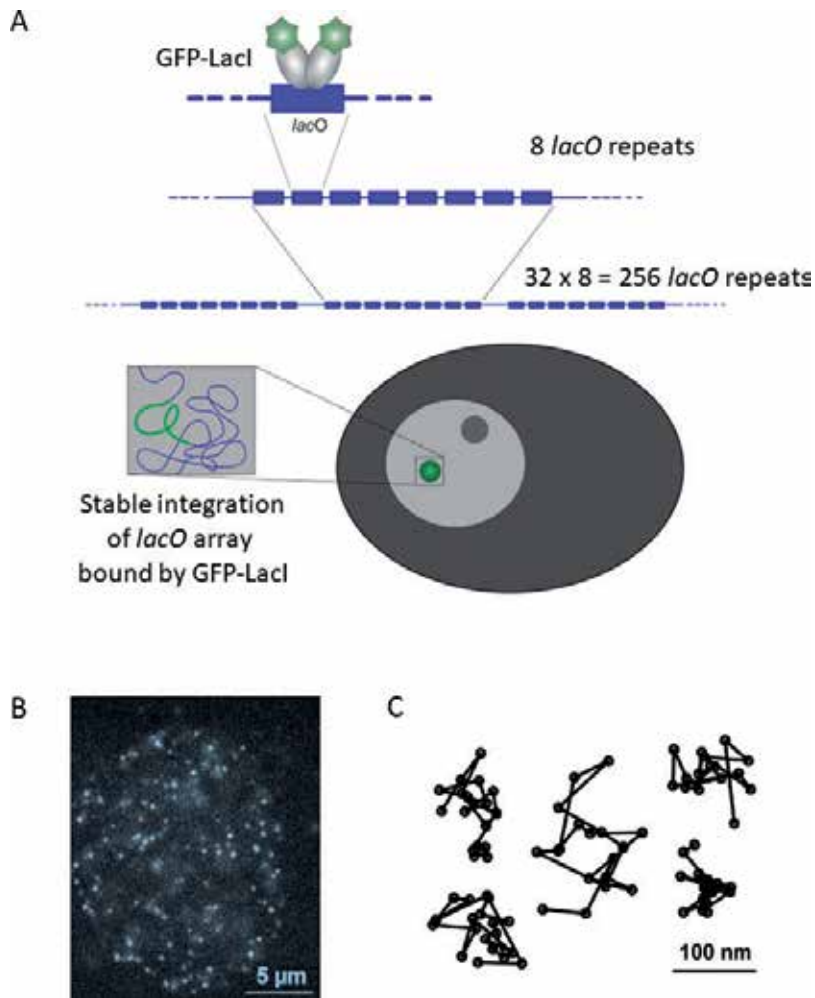 A
GFP-LacI
lacO
8 lacO repeats
32 x 8 = 256 lacO repeats
Stable integration
of lacO array
bound by GFP-LacI
B
C
5 µm
100 nm